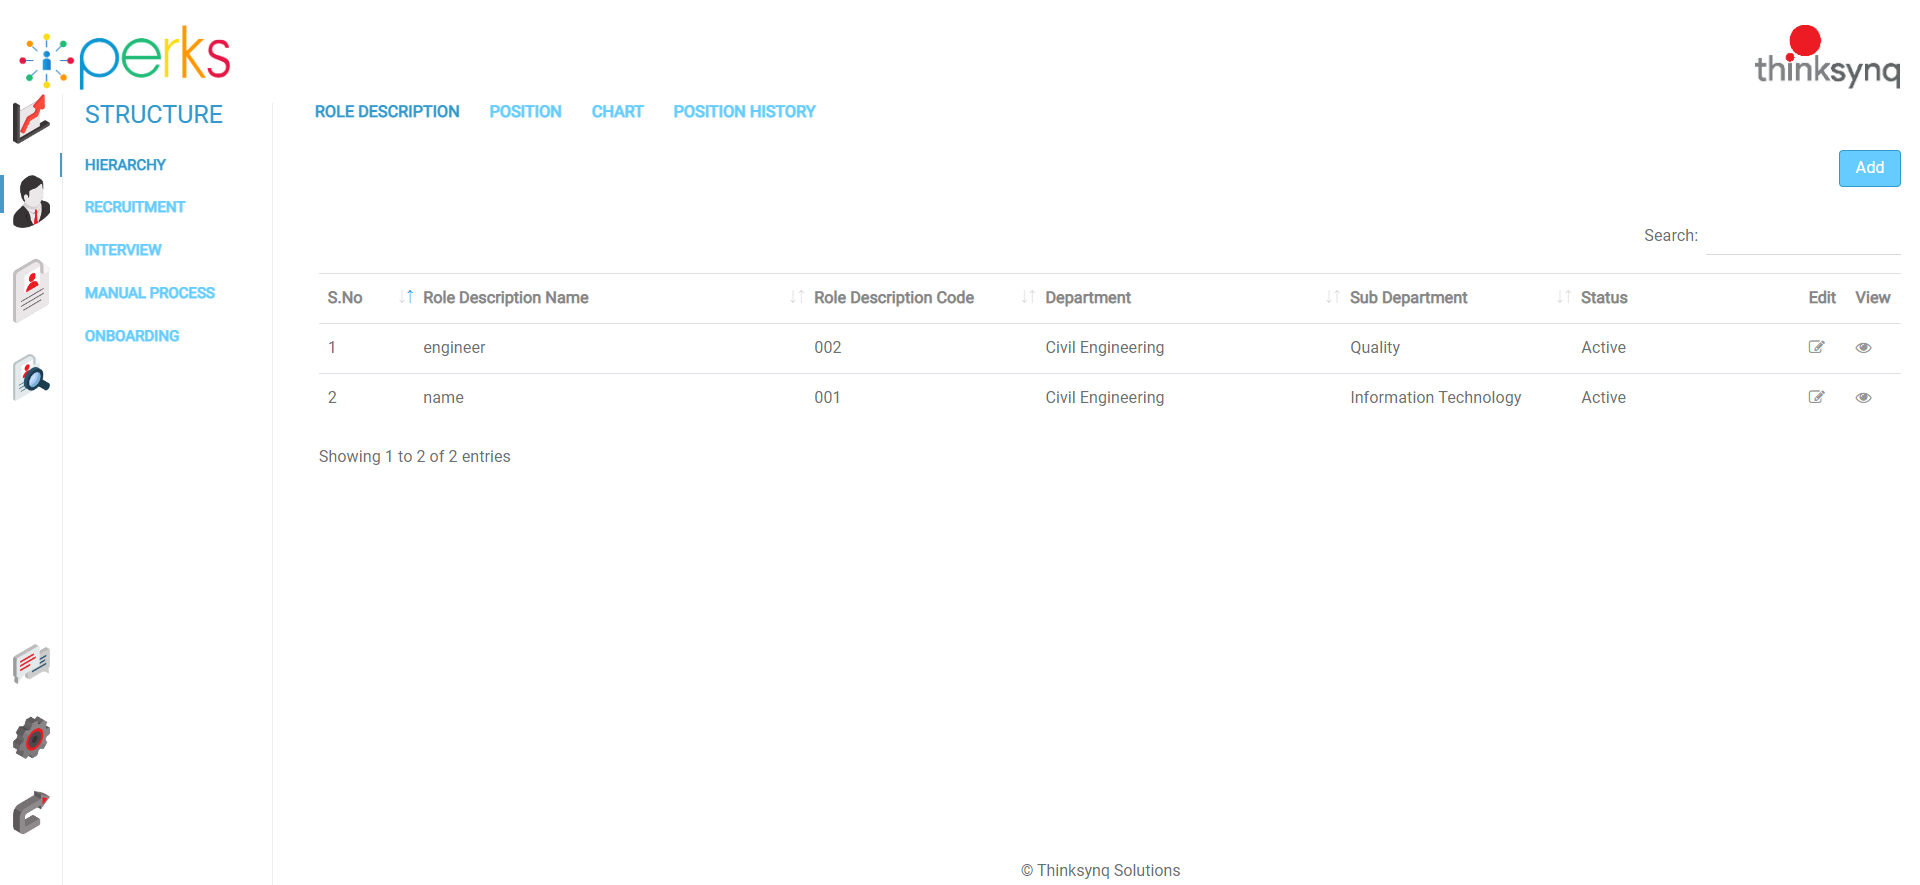 perks
thinksynq
STRUCTURE
HIERARCHY
RECRUITMENT
INTERVIEW
MANUAL PROCESS
ONBOARDING
ROLE DESCRIPTION POSITION CHART POSITION HISTORY
Add
Search:
S.No Role Description Name Role Description Code Department Sub Department Status Edit View
1 engineer 002 Civil Engineering Quality Active
2 name 001 Civil Engineering Information Technology Active
Showing 1 to 2 of 2 entries
© Thinksynq Solutions